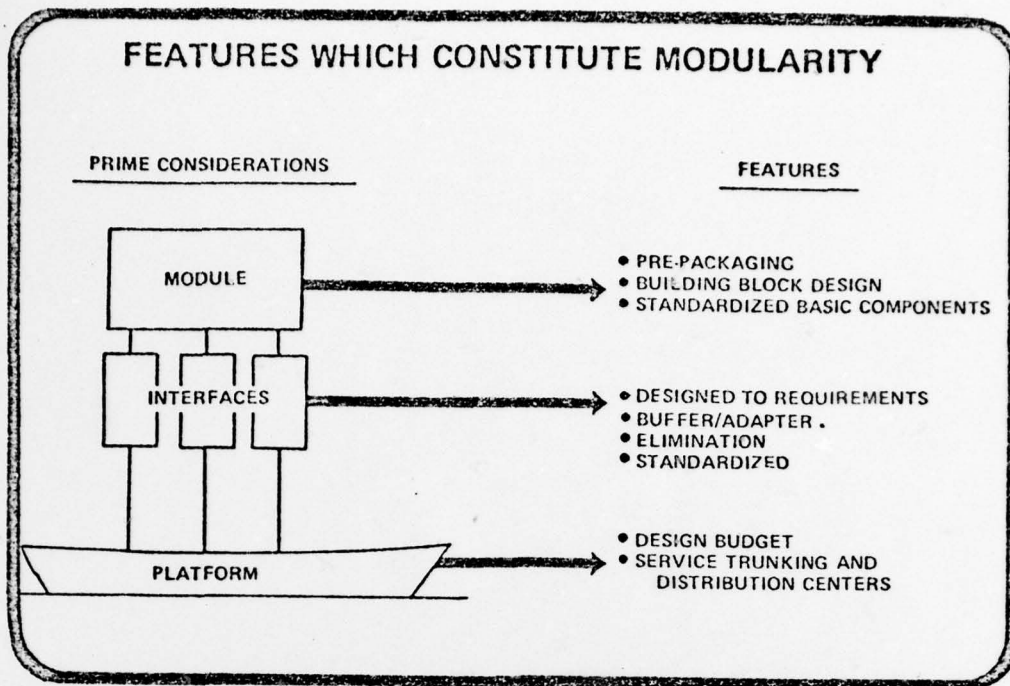 FEATURES WHICH CONSTITUTE MODULARITY
PRIME CONSIDERATIONS
FEATURES
MODULE
• PRE-PACKAGING
• BUILDING BLOCK DESIGN
• STANDARDIZED BASIC COMPONENTS
INTERFACES
• DESIGNED TO REQUIREMENTS
• BUFFER/ADAPTER .
• ELIMINATION
• STANDARDIZED
PLATFORM
• DESIGN BUDGET
• SERVICE TRUNKING AND
DISTRIBUTION CENTERS